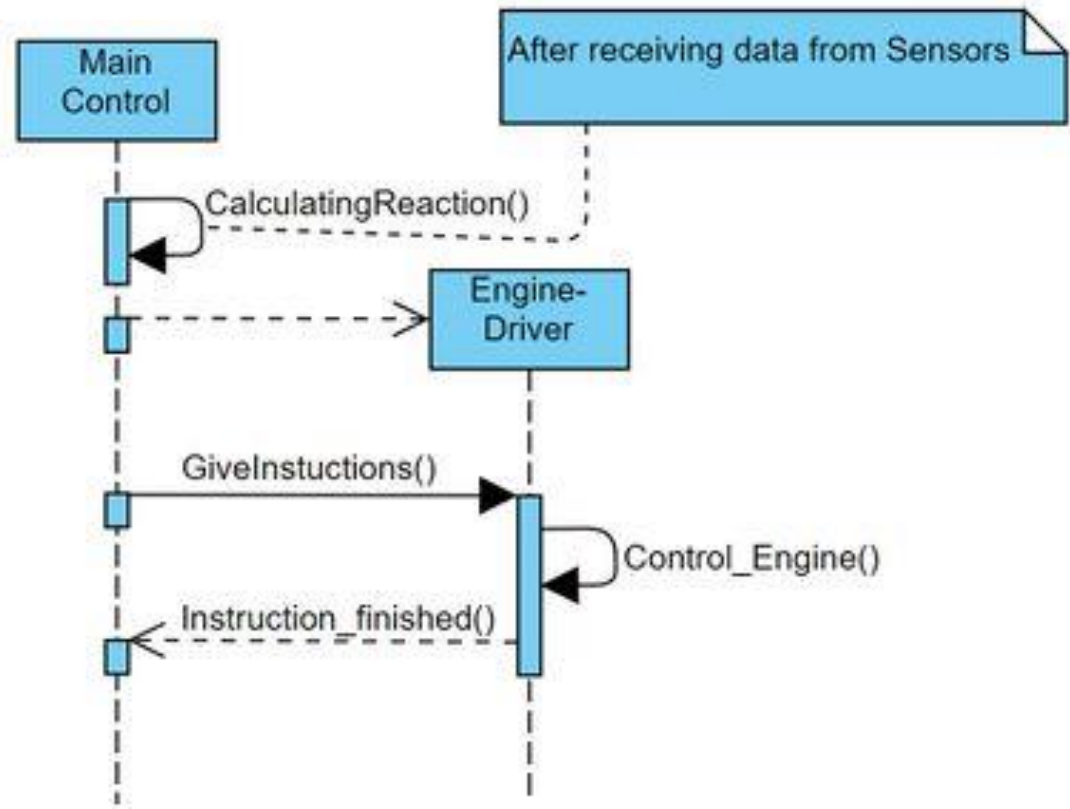 Main
Control
After receiving data from Sensors
CalculatingReaction()
Engine-
Driver
GiveInstuctions()
Control_Engine()
Instruction_finished()